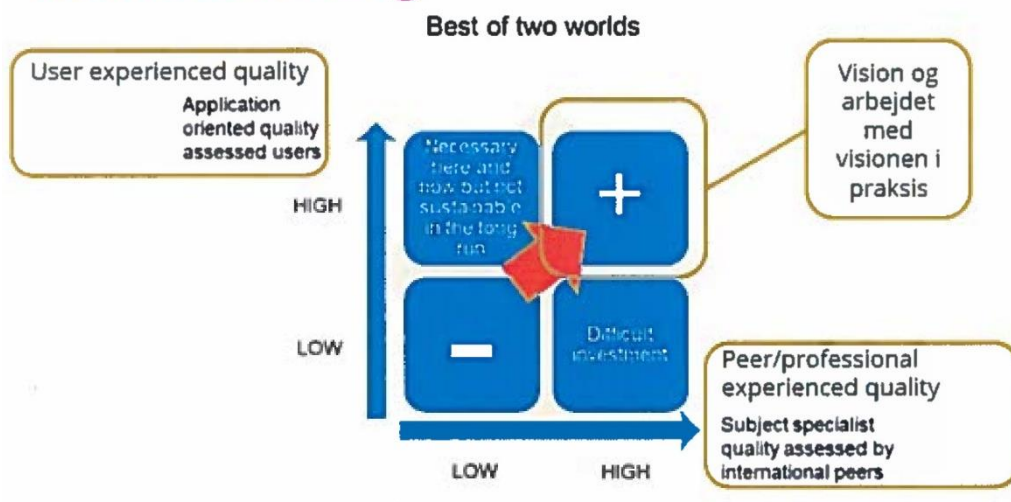 Best of two worlds
User experienced quality
Application
oriented quality
assessed users
Vision og
arbejdet
med
visionen i
praksis
HIGH
Necessary
here and
now but not
sustainable
in the long
run
+
LOW
−
Difficult
investment
Peer/professional
experienced quality
Subject specialist
quality assessed by
international peers
LOW
HIGH